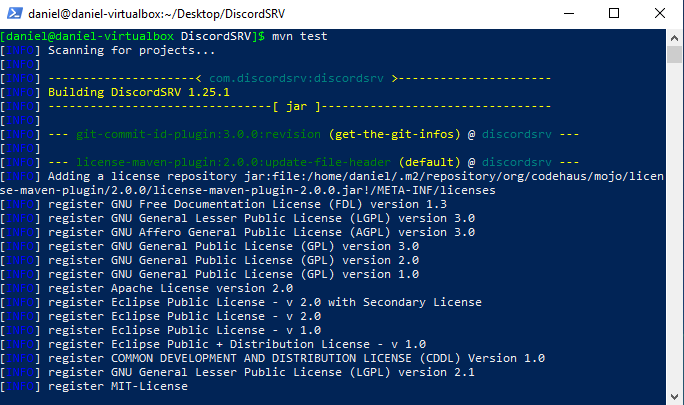 daniel@daniel-virtualbox:~/Desktop/DiscordSRV
[daniel@daniel-virtualbox DiscordSRV]$ mvn test
[INFO] Scanning for projects...
[INFO]
[INFO] ---------------------< com.discordsrv:discordsrv >----------------------
[INFO] Building DiscordSRV 1.25.1
[INFO] --------------------------------[ jar ]---------------------------------
[INFO]
[INFO] --- git-commit-id-plugin:3.0.0:revision (get-the-git-infos) @ discordsrv ---
[INFO]
[INFO] --- license-maven-plugin:2.0.0:update-file-header (default) @ discordsrv ---
[INFO] Adding a license repository jar:file:/home/daniel/.m2/repository/org/codehaus/mojo/licen
se-maven-plugin/2.0.0/license-maven-plugin-2.0.0.jar!/META-INF/licenses
[INFO] register GNU Free Documentation License (FDL) version 1.3
[INFO] register GNU General Lesser Public License (LGPL) version 3.0
[INFO] register GNU Affero General Public License (AGPL) version 3.0
[INFO] register GNU General Public License (GPL) version 3.0
[INFO] register GNU General Public License (GPL) version 2.0
[INFO] register GNU General Public License (GPL) version 1.0
[INFO] register Apache License version 2.0
[INFO] register Eclipse Public License - v 2.0 with Secondary License
[INFO] register Eclipse Public License - v 2.0
[INFO] register Eclipse Public License - v 1.0
[INFO] register Eclipse Public + Distribution License - v 1.0
[INFO] register COMMON DEVELOPMENT AND DISTRIBUTION LICENSE (CDDL) Version 1.0
[INFO] register GNU General Lesser Public License (LGPL) version 2.1
[INFO] register MIT-License